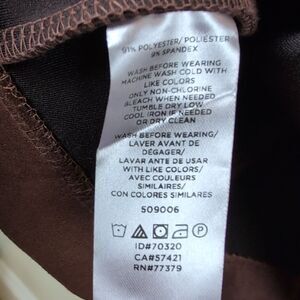 91% POLYESTER/POLIESTER
9% SPANDEX
WASH BEFORE WEARING
MACHINE WASH COLD WITH
LIKE COLORS
ONLY NON-CHLORINE
BLEACH WHEN NEEDED
TUMBLE DRY LOW
COOL IRON IF NEEDED
OR DRY CLEAN
WASH BEFORE WEARING/
LAVER AVANT DE
DÉGAGER/
LAVAR ANTE DE USAR
WITH LIKE COLORS/
AVEC COULEURS
SIMILAIRES/
CON COLORES SIMILARES
509006
ID#70320
CA#57421
RN#77379